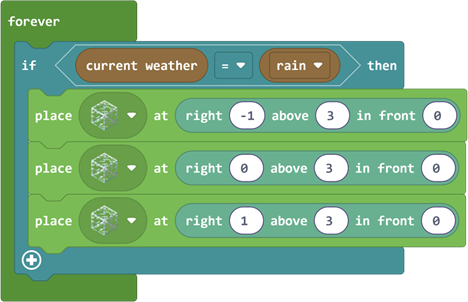 forever
if current weather = rain then
place at right -1 above 3 in front 0
place at right 0 above 3 in front 0
place at right 1 above 3 in front 0